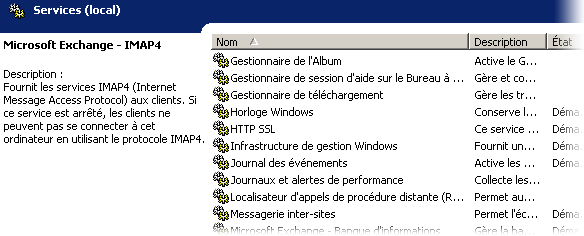 Services (local)
Microsoft Exchange - IMAP4
Description :
Fournit les services IMAP4 (Internet
Message Access Protocol) aux clients. Si
ce service est arrêté, les clients ne
peuvent pas se connecter à cet
ordinateur en utilisant le protocole IMAP4.
Nom Description État
Gestionnaire de l'Album Active le G...
Gestionnaire de session d'aide sur le Bureau à ... Gère et co...
Gestionnaire de téléchargement Gère les tr...
Horloge Windows Conserve l... Déma...
HTTP SSL Ce service ... Déma...
Infrastructure de gestion Windows Fournit un... Déma...
Journal des événements Active les ... Déma...
Journaux et alertes de performance Collecte les...
Localisateur d'appels de procédure distante (R... Permet au...
Messagerie inter-sites Permet l'éc... Déma...
Microsoft Exchange - Banque d'informations Gère la ba... Déma...